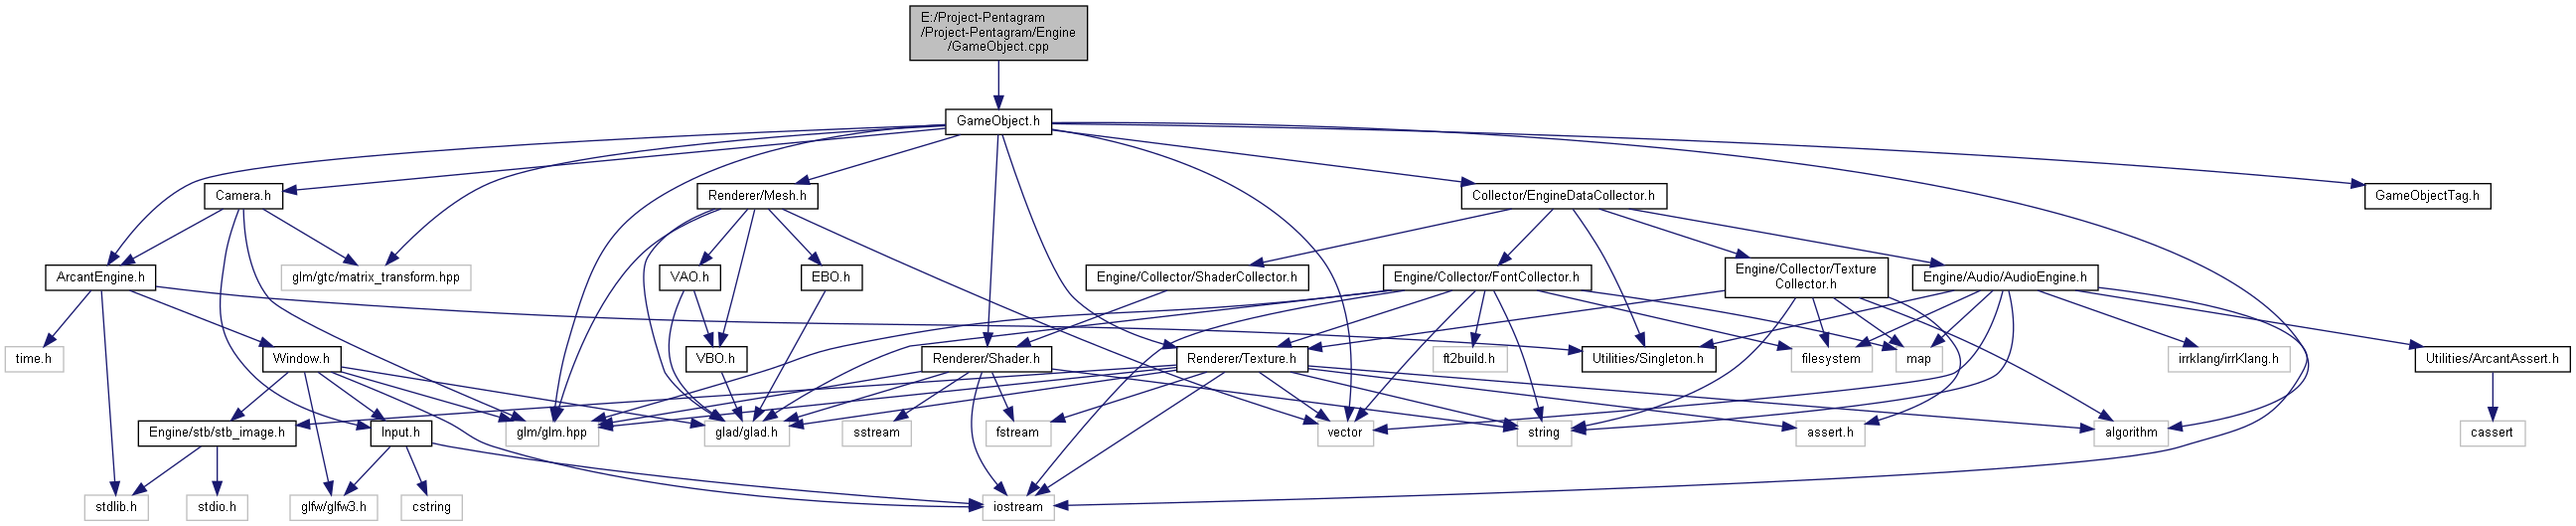 E:/Project-Pentagram
/Project-Pentagram/Engine
/GameObject.cpp
GameObject.h
Camera.h
Renderer/Mesh.h
Collector/EngineDataCollector.h
GameObjectTag.h
ArcantEngine.h
glm/gtc/matrix_transform.hpp
VAO.h
EBO.h
Engine/Collector/ShaderCollector.h
Engine/Collector/FontCollector.h
Engine/Collector/Texture
Collector.h
Engine/Audio/AudioEngine.h
time.h
Window.h
VBO.h
Renderer/Shader.h
Renderer/Texture.h
ft2build.h
Utilities/Singleton.h
filesystem
map
irrklang/irrKlang.h
Utilities/ArcantAssert.h
Engine/stb/stb_image.h
Input.h
glm/glm.hpp
glad/glad.h
sstream
fstream
vector
string
assert.h
algorithm
cassert
stdlib.h
stdio.h
glfw/glfw3.h
cstring
iostream